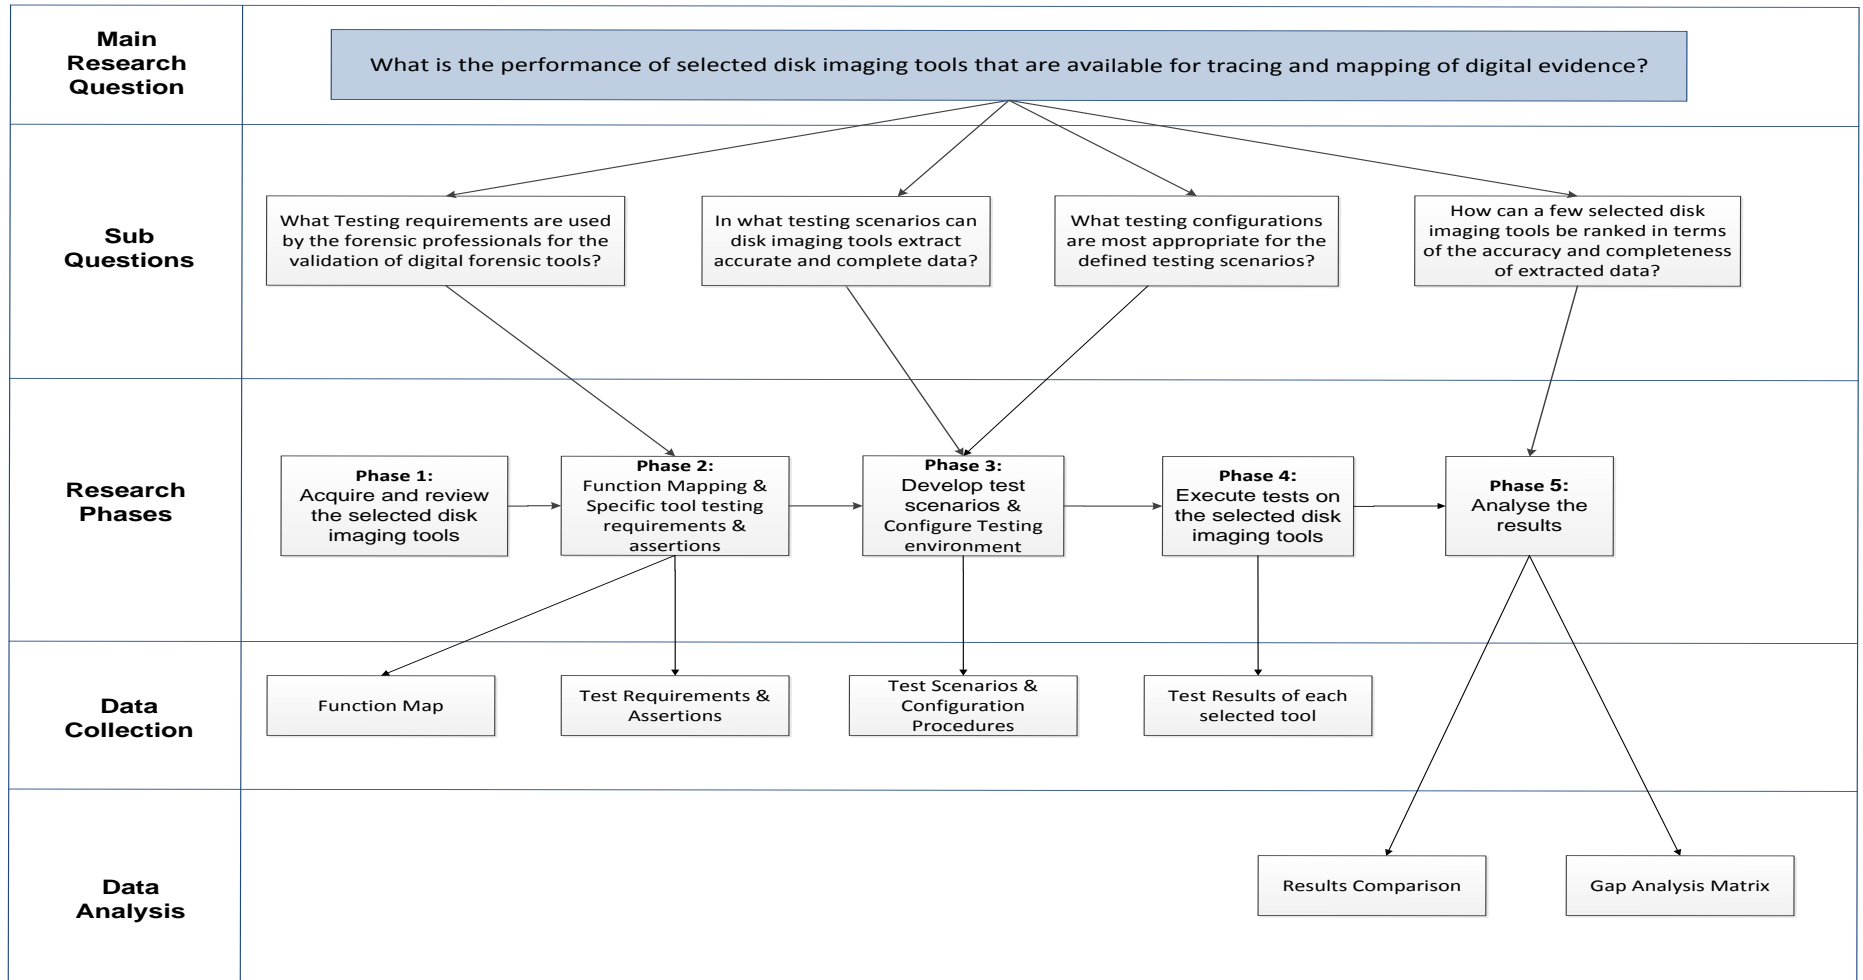 Main
Research
Question
What is the performance of selected disk imaging tools that are available for tracing and mapping of digital evidence?
Sub
Questions
What Testing requirements are used
by the forensic professionals for the
validation of digital forensic tools?
In what testing scenarios can
disk imaging tools extract
accurate and complete data?
What testing configurations
are most appropriate for the
defined testing scenarios?
How can a few selected disk
imaging tools be ranked in terms
of the accuracy and completeness
of extracted data?
Research
Phases
Phase 1:
Acquire and review
the selected disk
imaging tools
Phase 2:
Function Mapping &
Specific tool testing
requirements &
assertions
Phase 3:
Develop test
scenarios &
Configure Testing
environment
Phase 4:
Execute tests on
the selected disk
imaging tools
Phase 5:
Analyse the
results
Data
Collection
Function Map
Test Requirements &
Assertions
Test Scenarios &
Configuration
Procedures
Test Results of each
selected tool
Data
Analysis
Results Comparison
Gap Analysis Matrix